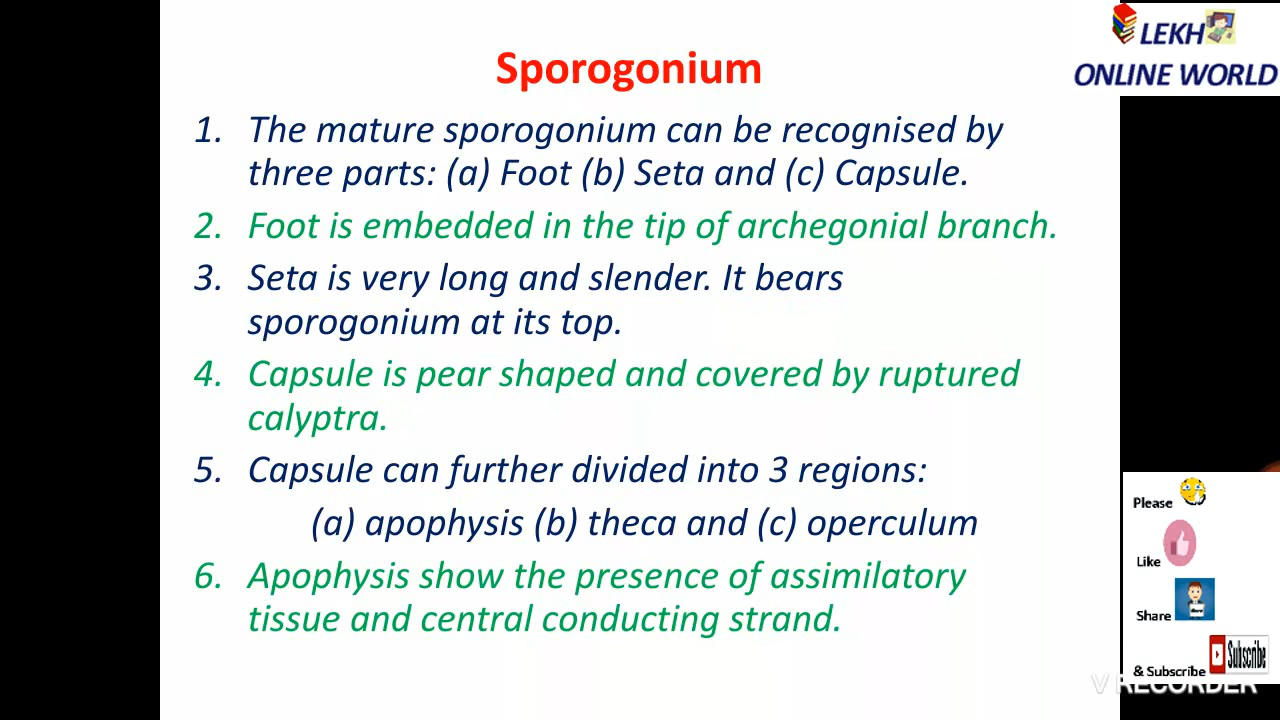 LEKH
ONLINE WORLD
Sporogonium
1. The mature sporogonium can be recognised by
three parts: (a) Foot (b) Seta and (c) Capsule.
2. Foot is embedded in the tip of archegonial branch.
3. Seta is very long and slender. It bears
sporogonium at its top.
4. Capsule is pear shaped and covered by ruptured
calyptra.
5. Capsule can further divided into 3 regions:
(a) apophysis (b) theca and (c) operculum
6. Apophysis show the presence of assimilatory
tissue and central conducting strand.
Please
Like
Share
& Subscribe Subscribe
V RECORDER